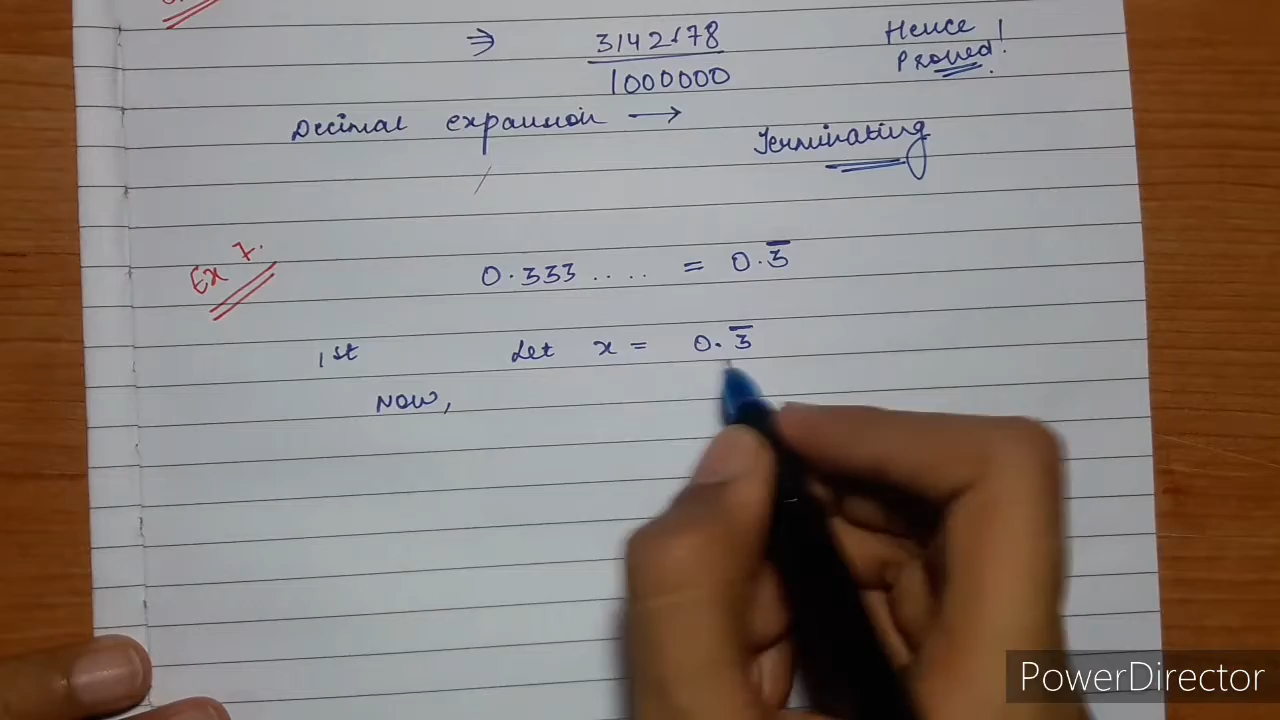 ⇒ 3142678
1000000
Hence
Proved!
Decimal expansion →
Terminating
Ex 7.
0.333.... = 0.3̅
1st Let x = 0.3̅
Now,
PowerDirector